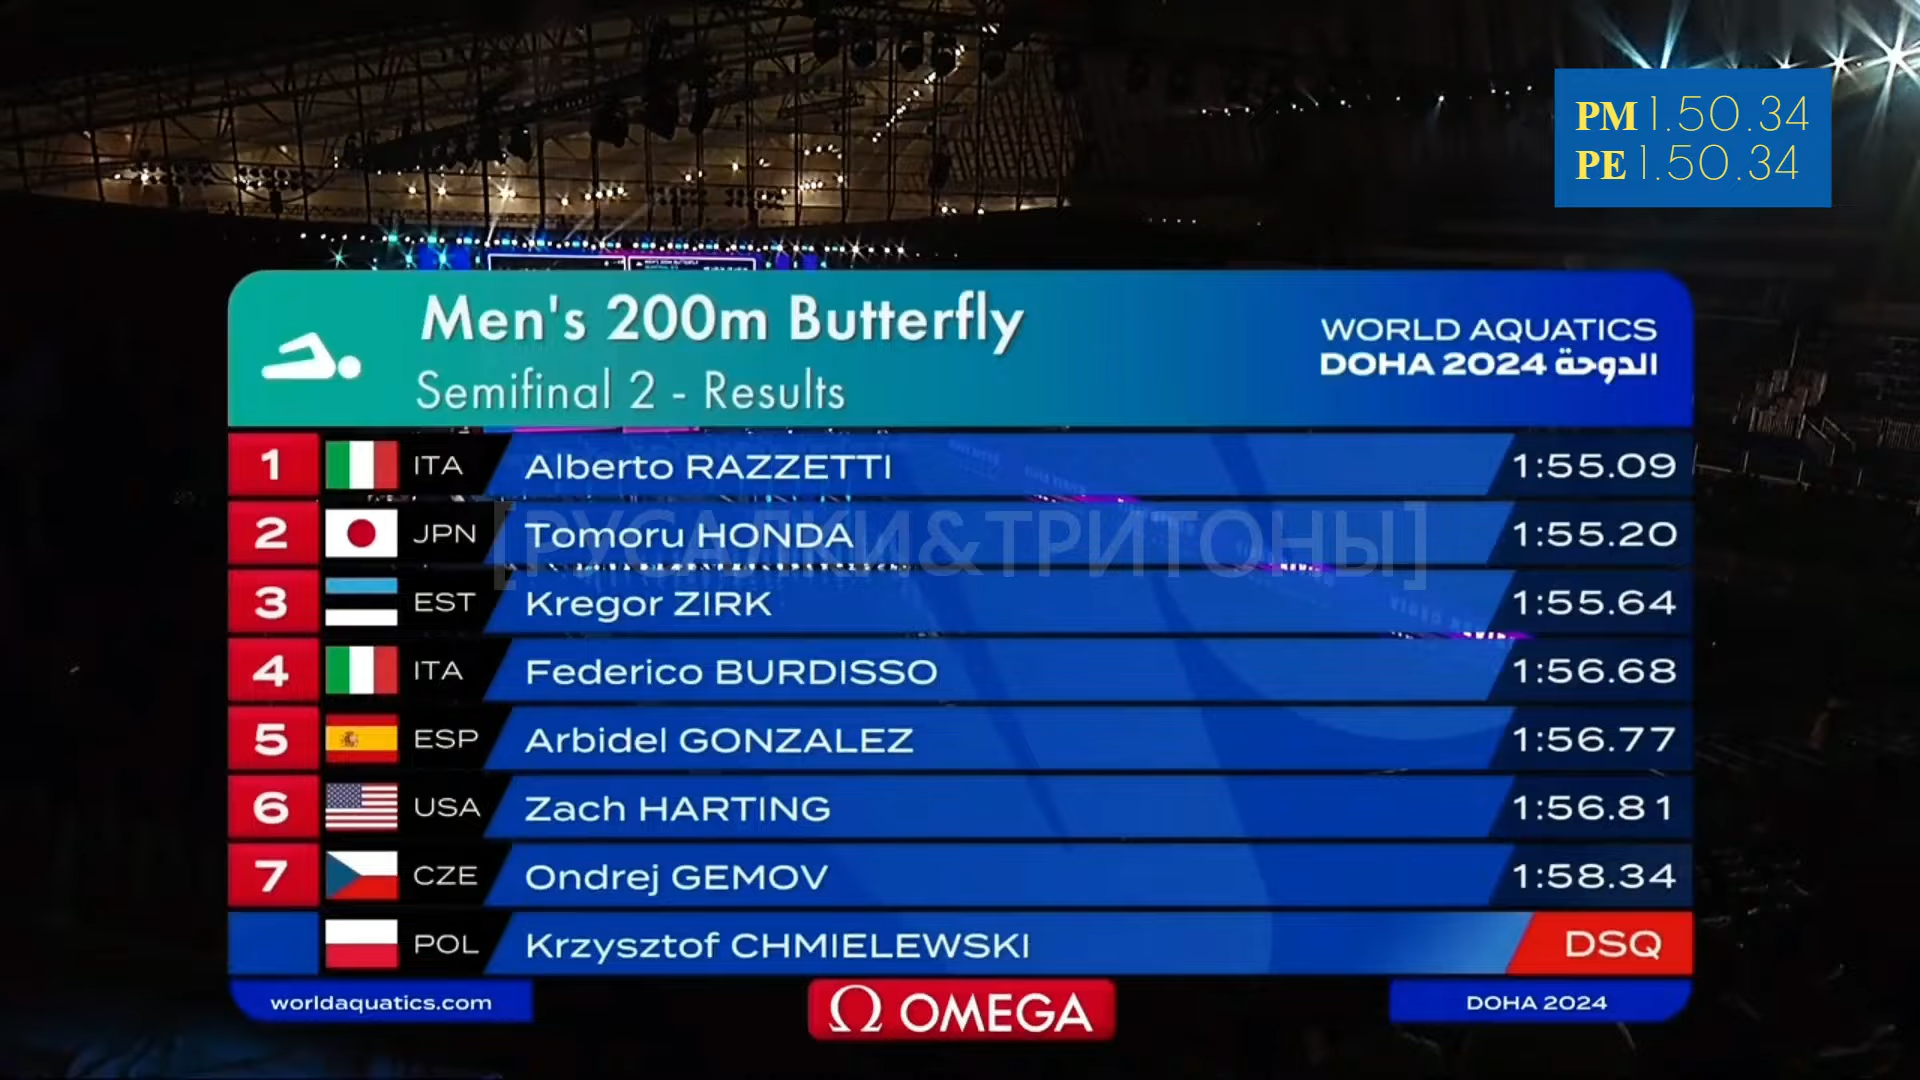 PM 1.50.34
PE 1.50.34
Men's 200m Butterfly
Semifinal 2 - Results
WORLD AQUATICS
DOHA 2024 الدوحة
1 ITA Alberto RAZZETTI 1:55.09
2 JPN Tomoru HONDA 1:55.20
[РУСАЛКИ&ТРИТОНЫ]
3 EST Kregor ZIRK 1:55.64
4 ITA Federico BURDISSO 1:56.68
5 ESP Arbidel GONZALEZ 1:56.77
6 USA Zach HARTING 1:56.81
7 CZE Ondrej GEMOV 1:58.34
POL Krzysztof CHMIELEWSKI DSQ
worldaquatics.com
Ω OMEGA
DOHA 2024